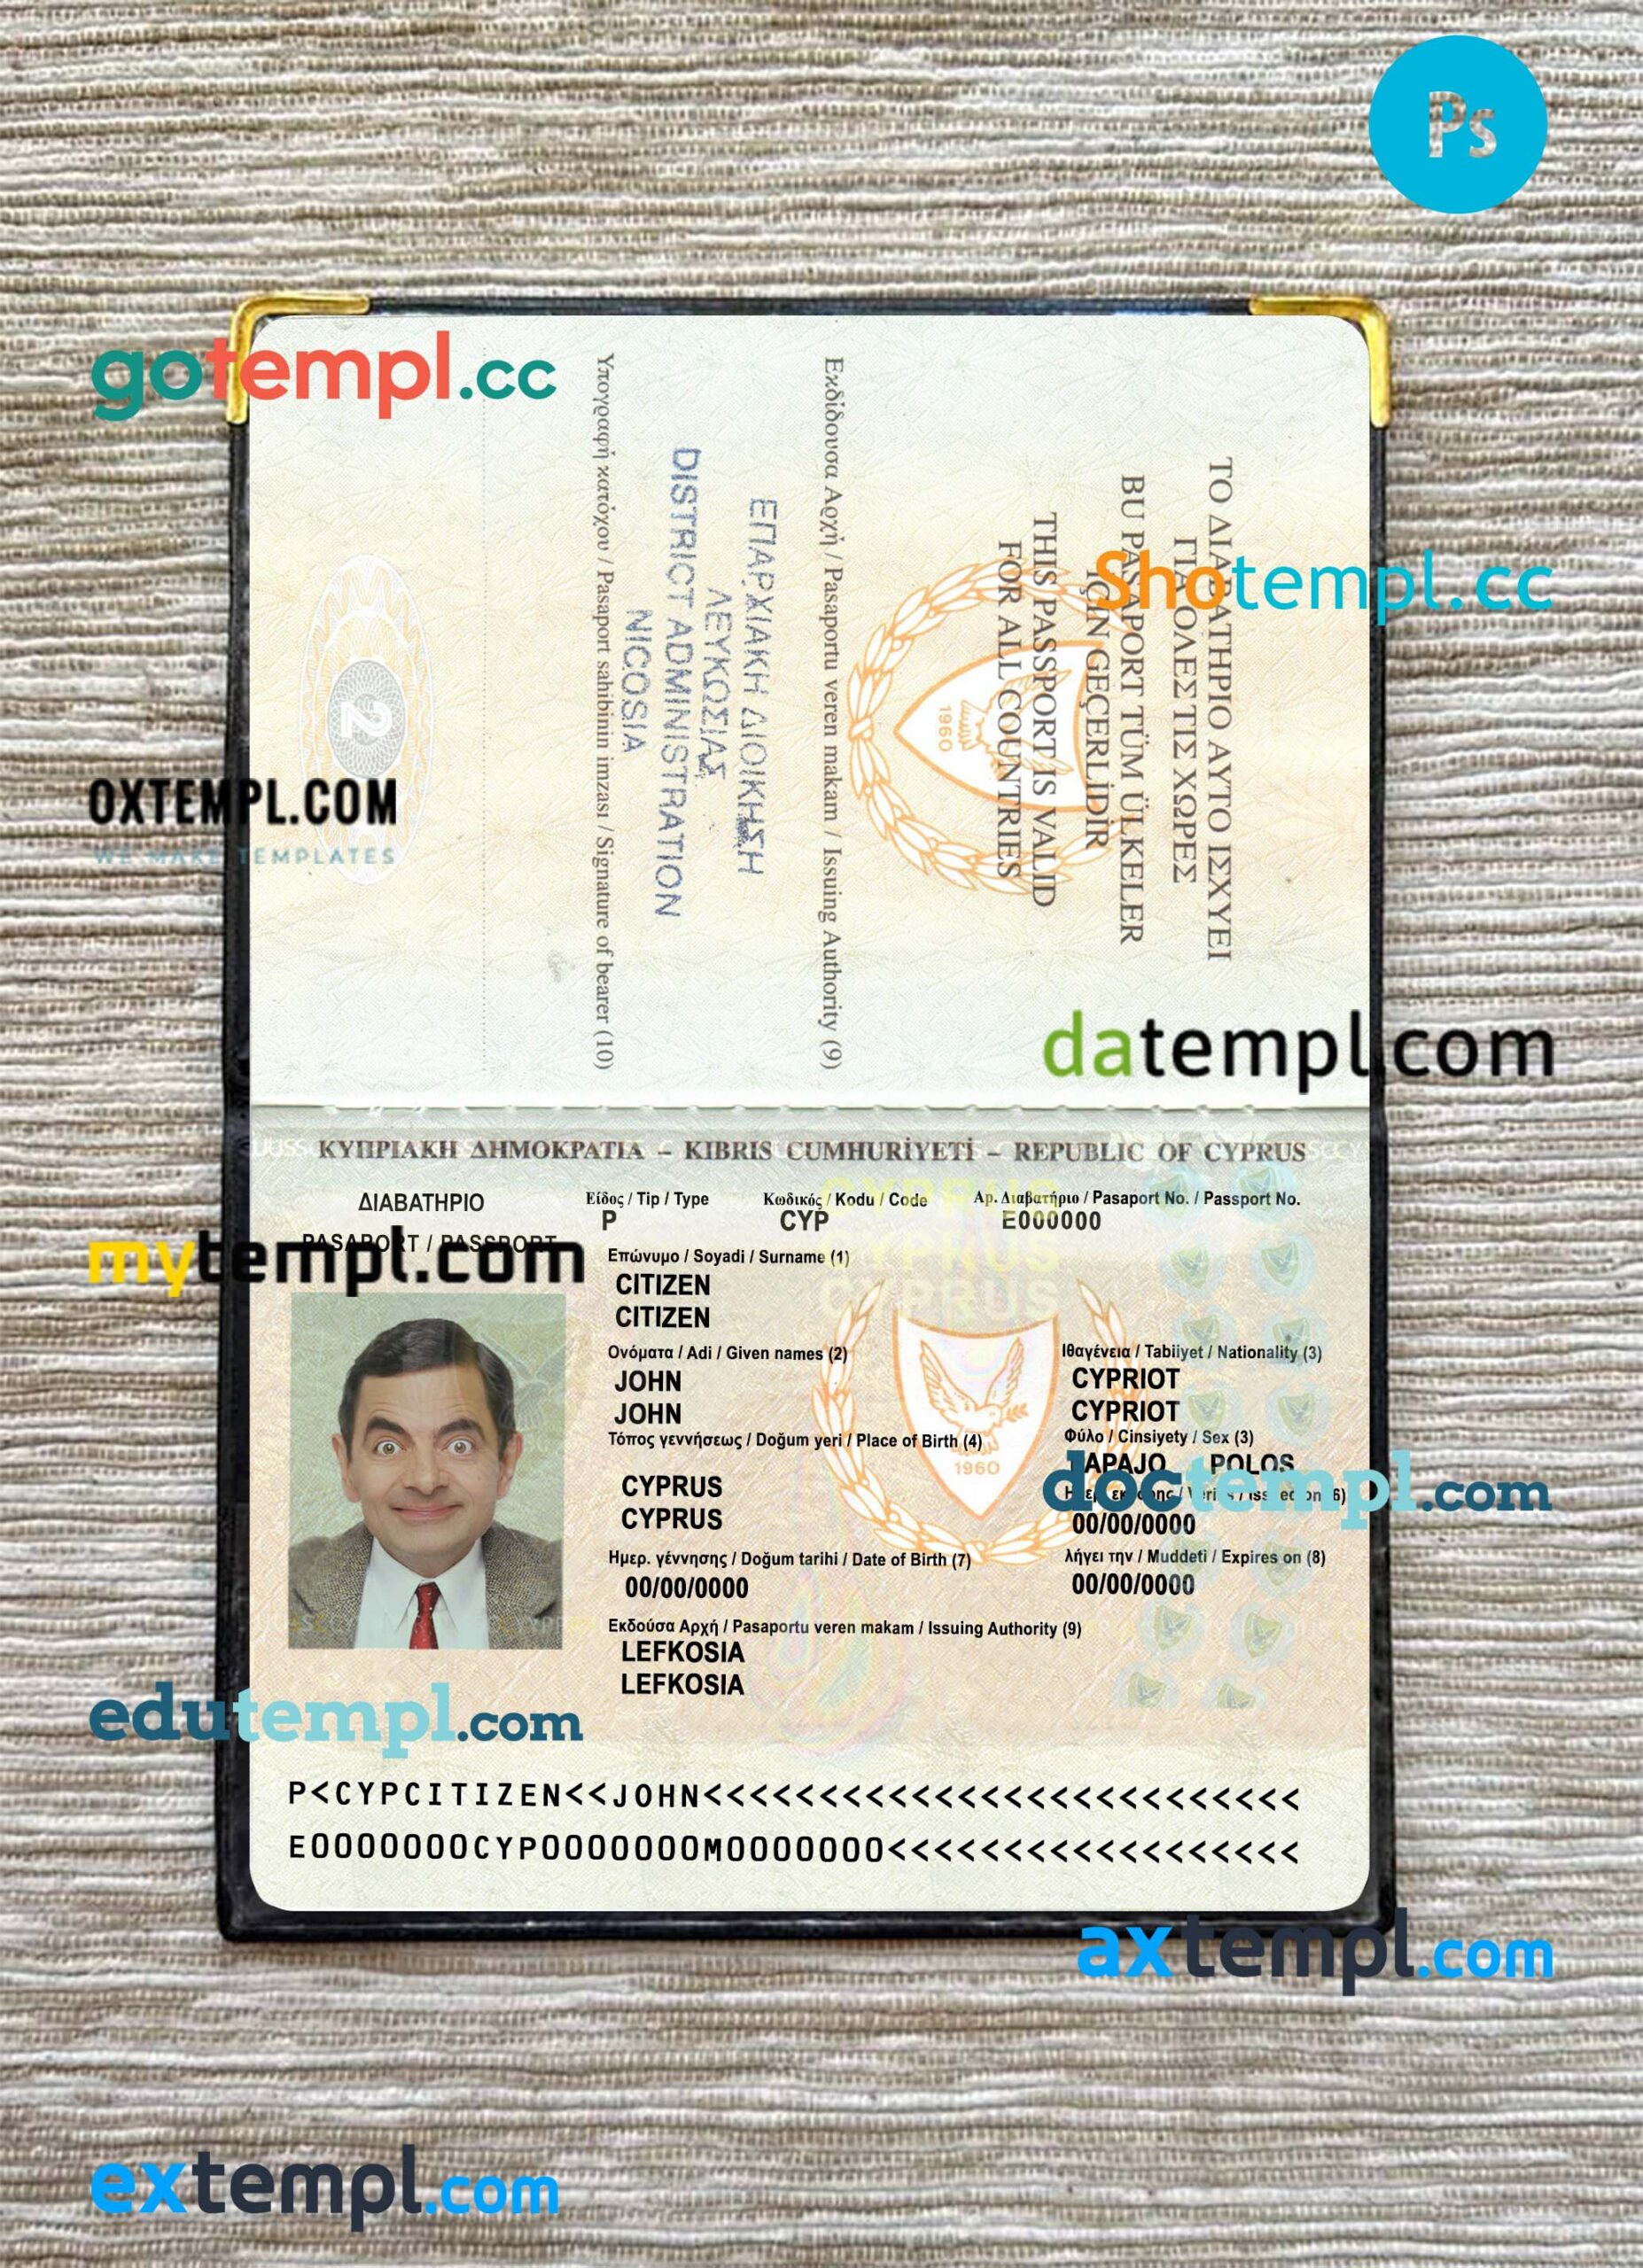 Ps
gotempl.cc
ΤΟ ΔΙΑΒΑΤΗΡΙΟ ΑΥΤΟ ΙΣΧΥΕΙ
ΓΙΑ ΟΛΕΣ ΤΙΣ ΧΩΡΕΣ
BU PASAPORT TÜM ÜLKELER
İÇİN GEÇERLİDİR
THIS PASSPORT IS VALID
FOR ALL COUNTRIES
1960
Shotempl.cc
Εκδίδουσα Αρχή / Pasaportu veren makam / Issuing Authority (9)
ΕΠΑΡΧΙΑΚΗ ΔΙΟΙΚΗΣΗ
ΛΕΥΚΩΣΙΑΣ
DISTRICT ADMINISTRATION
NICOSIA
Υπογραφή κατόχου / Pasaport sahibinin imzası / Signature of bearer (10)
2
OXTEMPL.COM
WE MAKE TEMPLATES
datempl.com
ΚΥΠΡΙΑΚΗ ΔΗΜΟΚΡΑΤΙΑ – KIBRIS CUMHURİYETİ – REPUBLIC OF CYPRUS
ΔΙΑΒΑΤΗΡΙΟ
PASAPORT / PASSPORT
Είδος / Tip / Type
Κωδικός / Kodu / Code
Αρ. Διαβατήριο / Pasaport No. / Passport No.
P
CYP
E000000
CYPRUS
CYPRUS
CYPRUS
mytempl.com
Επώνυμο / Soyadi / Surname (1)
CITIZEN
CITIZEN
Ονόματα / Adi / Given names (2)
JOHN
JOHN
Ιθαγένεια / Tabiiyet / Nationality (3)
CYPRIOT
CYPRIOT
Τόπος γεννήσεως / Doğum yeri / Place of Birth (4)
CYPRUS
CYPRUS
Φύλο / Cinsiyety / Sex (3)
POLOS
1960
doctempl.com
00/00/0000
Ημερ. γέννησης / Doğum tarihi / Date of Birth (7)
00/00/0000
λήγει την / Muddeti / Expires on (8)
00/00/0000
Εκδούσα Αρχή / Pasaportu veren makam / Issuing Authority (9)
LEFKOSIA
LEFKOSIA
edutempl.com
P<CYPCITIZEN<<JOHN<<<<<<<<<<<<<<<<<<<<<<<<<<
E0000000CYP0000000M0000000<<<<<<<<<<<<<<<<<<
axtempl.com
extempl.com